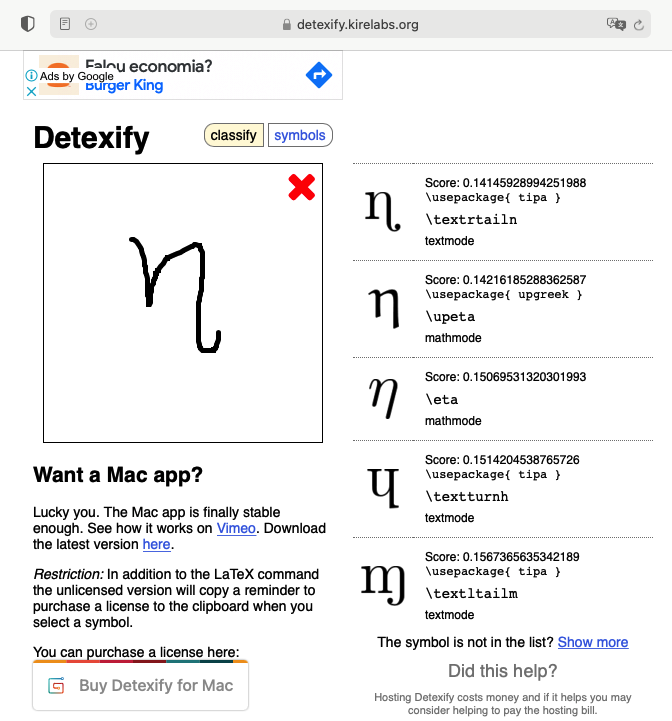 detexify.kirelabs.org
Falou economia?
Ads by Google
Burger King
Detexify
classify
symbols
Score: 0.14145928994251988
\usepackage{ tipa }
\textrtailn
textmode
Score: 0.14216185288362587
\usepackage{ upgreek }
\upeta
mathmode
Score: 0.15069531320301993
\eta
mathmode
Score: 0.1514204538765726
\usepackage{ tipa }
\textturnh
textmode
Score: 0.1567365635342189
\usepackage{ tipa }
\textltailm
textmode
The symbol is not in the list? Show more
Did this help?
Hosting Detexify costs money and if it helps you may
consider helping to pay the hosting bill.
Want a Mac app?
Lucky you. The Mac app is finally stable
enough. See how it works on Vimeo. Download
the latest version here.
Restriction: In addition to the LaTeX command
the unlicensed version will copy a reminder to
purchase a license to the clipboard when you
select a symbol.
You can purchase a license here:
Buy Detexify for Mac